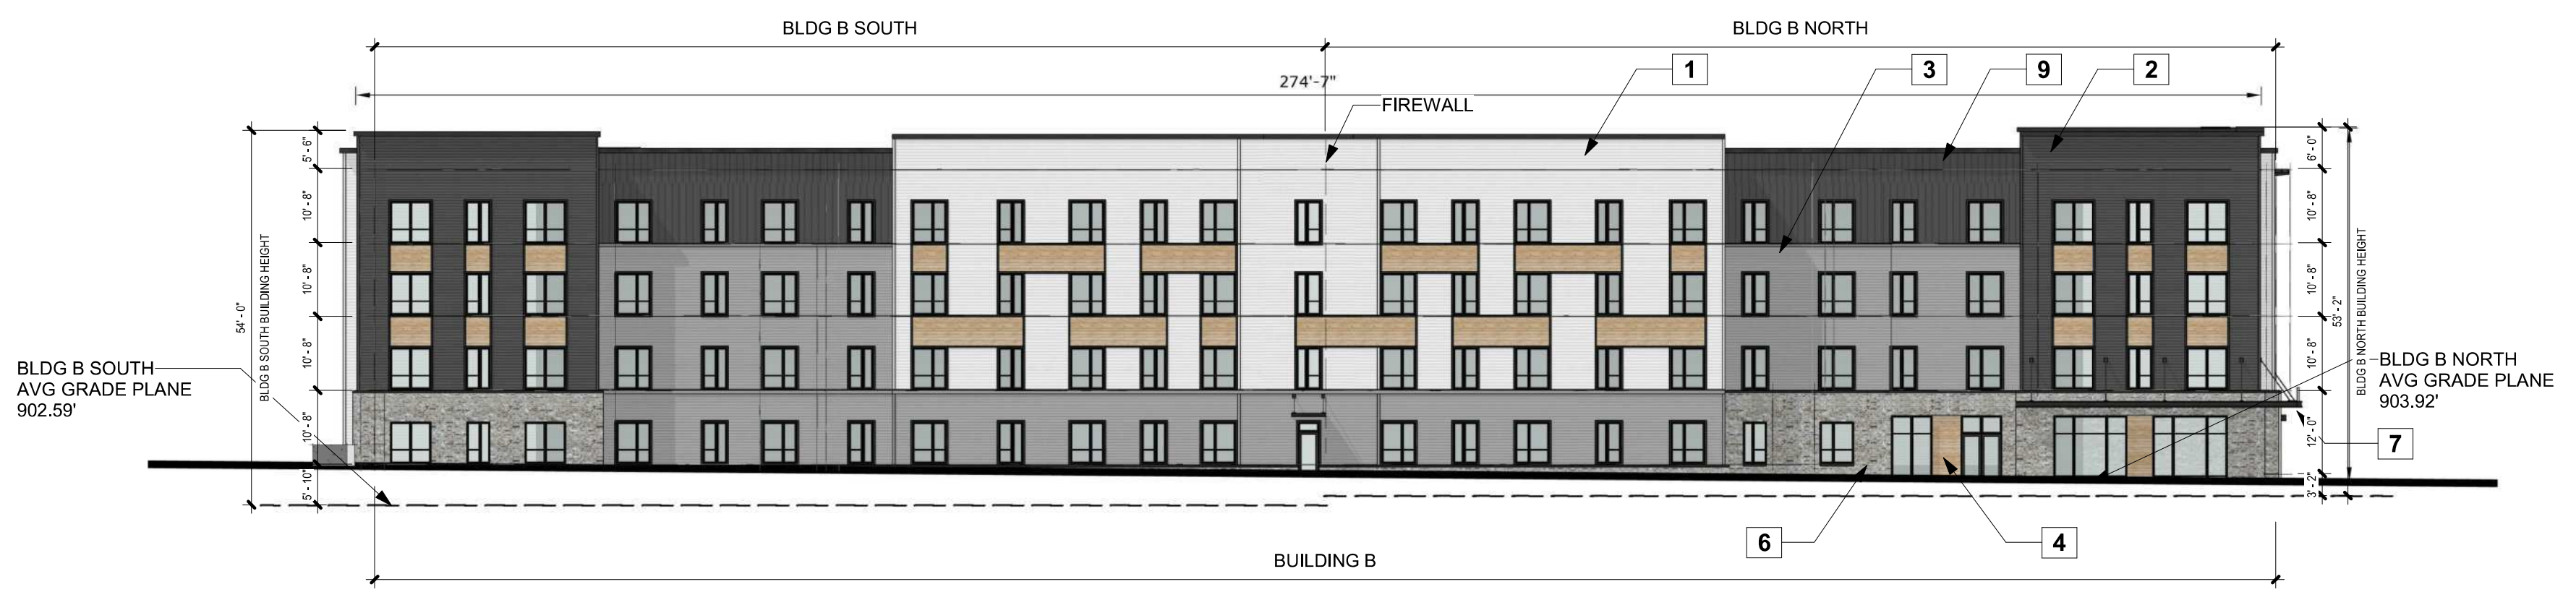 BLDG B SOUTH
BLDG B NORTH
274'-7"
1
3
9
2
FIREWALL
5' - 6"
10' - 8"
10' - 8"
10' - 8"
10' - 8"
5' - 10"
54' - 0"
BLDG B SOUTH BUILDING HEIGHT
BLDG B SOUTH
AVG GRADE PLANE
902.59'
6' - 0"
10' - 8"
10' - 8"
10' - 8"
12' - 0"
3' - 2"
53' - 2"
BLDG B NORTH BUILDING HEIGHT
BLDG B NORTH
AVG GRADE PLANE
903.92'
7
6
4
BUILDING B